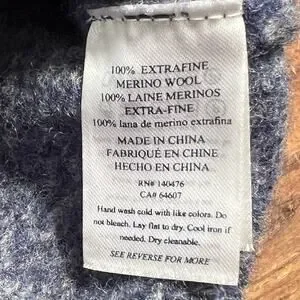 100% EXTRAFINE
MERINO WOOL
100% LAINE MERINOS
EXTRA-FINE
100% lana de merino extrafina
MADE IN CHINA
FABRIQUÉ EN CHINE
HECHO EN CHINA
RN# 140476
CA# 64607
Hand wash cold with like colors. Do
not bleach. Lay flat to dry. Cool iron if
needed. Dry cleanable.
SEE REVERSE FOR MORE